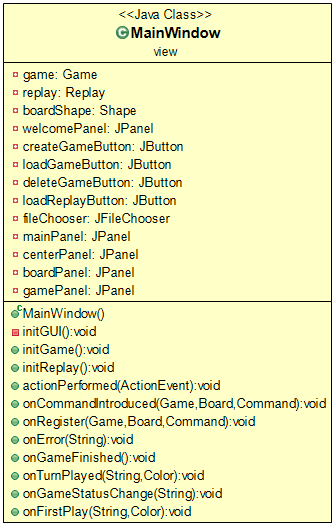 <<Java Class>>
MainWindow
view
game: Game
replay: Replay
boardShape: Shape
welcomePanel: JPanel
createGameButton: JButton
loadGameButton: JButton
deleteGameButton: JButton
loadReplayButton: JButton
fileChooser: JFileChooser
mainPanel: JPanel
centerPanel: JPanel
boardPanel: JPanel
gamePanel: JPanel
MainWindow()
initGUI():void
initGame():void
initReplay():void
actionPerformed(ActionEvent):void
onCommandIntroduced(Game,Board,Command):void
onRegister(Game,Board,Command):void
onError(String):void
onGameFinished():void
onTurnPlayed(String,Color):void
onGameStatusChange(String):void
onFirstPlay(String,Color):void